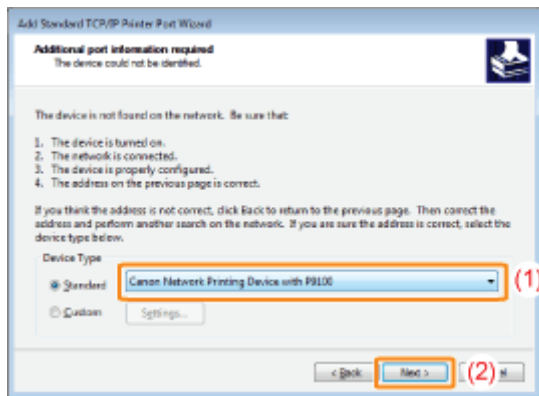 Add Standard TCP/IP Printer Port Wizard
Additional port information required
The device could not be identified.
The device is not found on the network. Be sure that:
1. The device is turned on.
2. The network is connected.
3. The device is properly configured.
4. The address on the previous page is correct.
If you think the address is not correct, click Back to return to the previous page. Then correct the
address and perform another search on the network. If you are sure the address is correct, select the
device type below.
Device Type
Standard Canon Network Printing Device with P9100 (1)
Custom Settings...
< Back Next > (2)